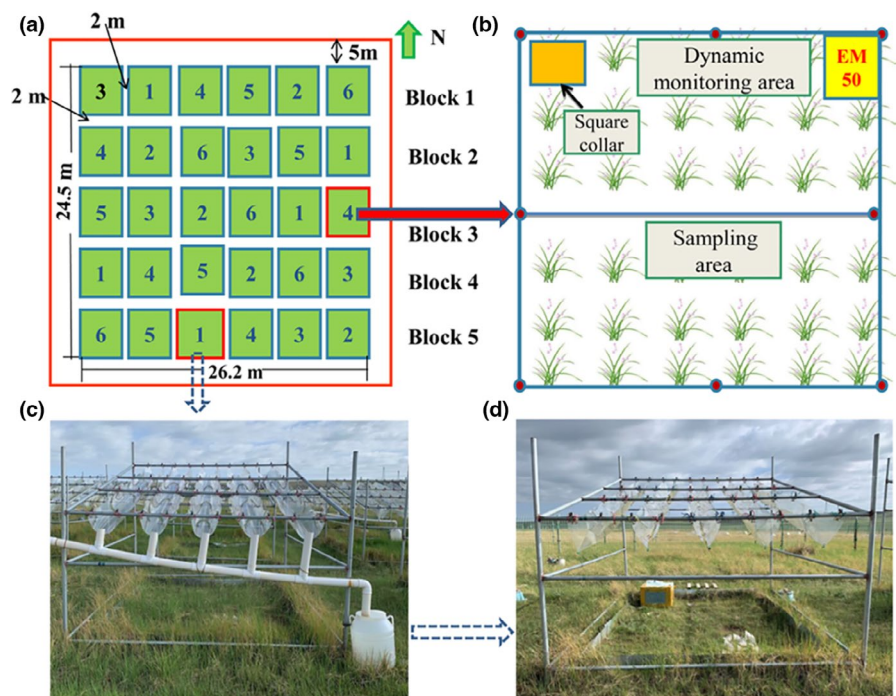 (a)
2 m
N
5m
2 m
3 1 4 5 2 6
Block 1
4 2 6 3 5 1
Block 2
24.5 m
5 3 2 6 1 4
Block 3
1 4 5 2 6 3
Block 4
6 5 1 4 3 2
Block 5
26.2 m
(b)
Dynamic
monitoring area
EM
50
Square
collar
Sampling
area
(c)
(d)